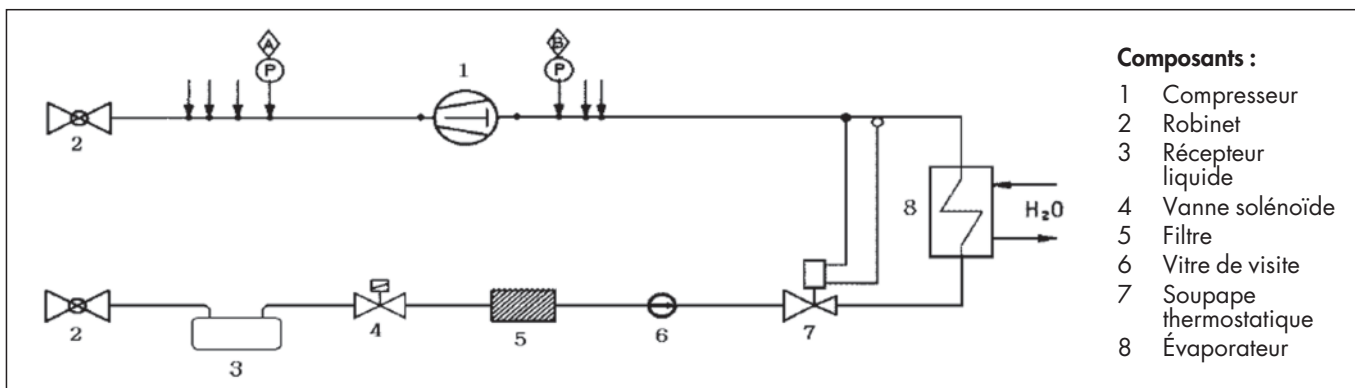 A
B
P
P
1
2
8
H₂O
2
3
4
5
6
7
Composants :
1 Compresseur
2 Robinet
3 Récepteur
liquide
4 Vanne solénoïde
5 Filtre
6 Vitre de visite
7 Soupape
thermostatique
8 Évaporateur